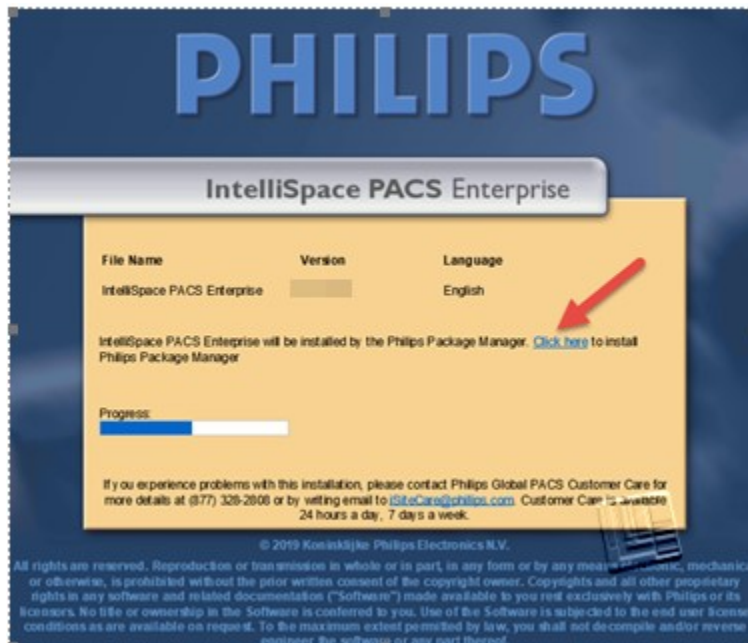 PHILIPS
IntelliSpace PACS Enterprise
File Name Version Language
IntelliSpace PACS Enterprise English
IntelliSpace PACS Enterprise will be installed by the Philips Package Manager. Click here to install
Philips Package Manager
Progress:
If you experience problems with this installation, please contact Philips Global PACS Customer Care for
more details at (877) 328-2808 or by writing email to iSiteCare@philips.com. Customer Care is available
24 hours a day, 7 days a week.
© 2019 Koninklijke Philips Electronics N.V.
All rights are reserved. Reproduction or transmission in whole or in part, in any form or by any means, electronic, mechanical
or otherwise, is prohibited without the prior written consent of the copyright owner. Copyrights and all other proprietary
rights in any software and related documentation ("Software") made available to you rest exclusively with Philips or its
licensors. No title or ownership in the Software is conferred to you. Use of the Software is subjected to the end user license
conditions as are available on request. To the maximum extent permitted by law, you shall not decompile and/or reverse
engineer the software or any part thereof.